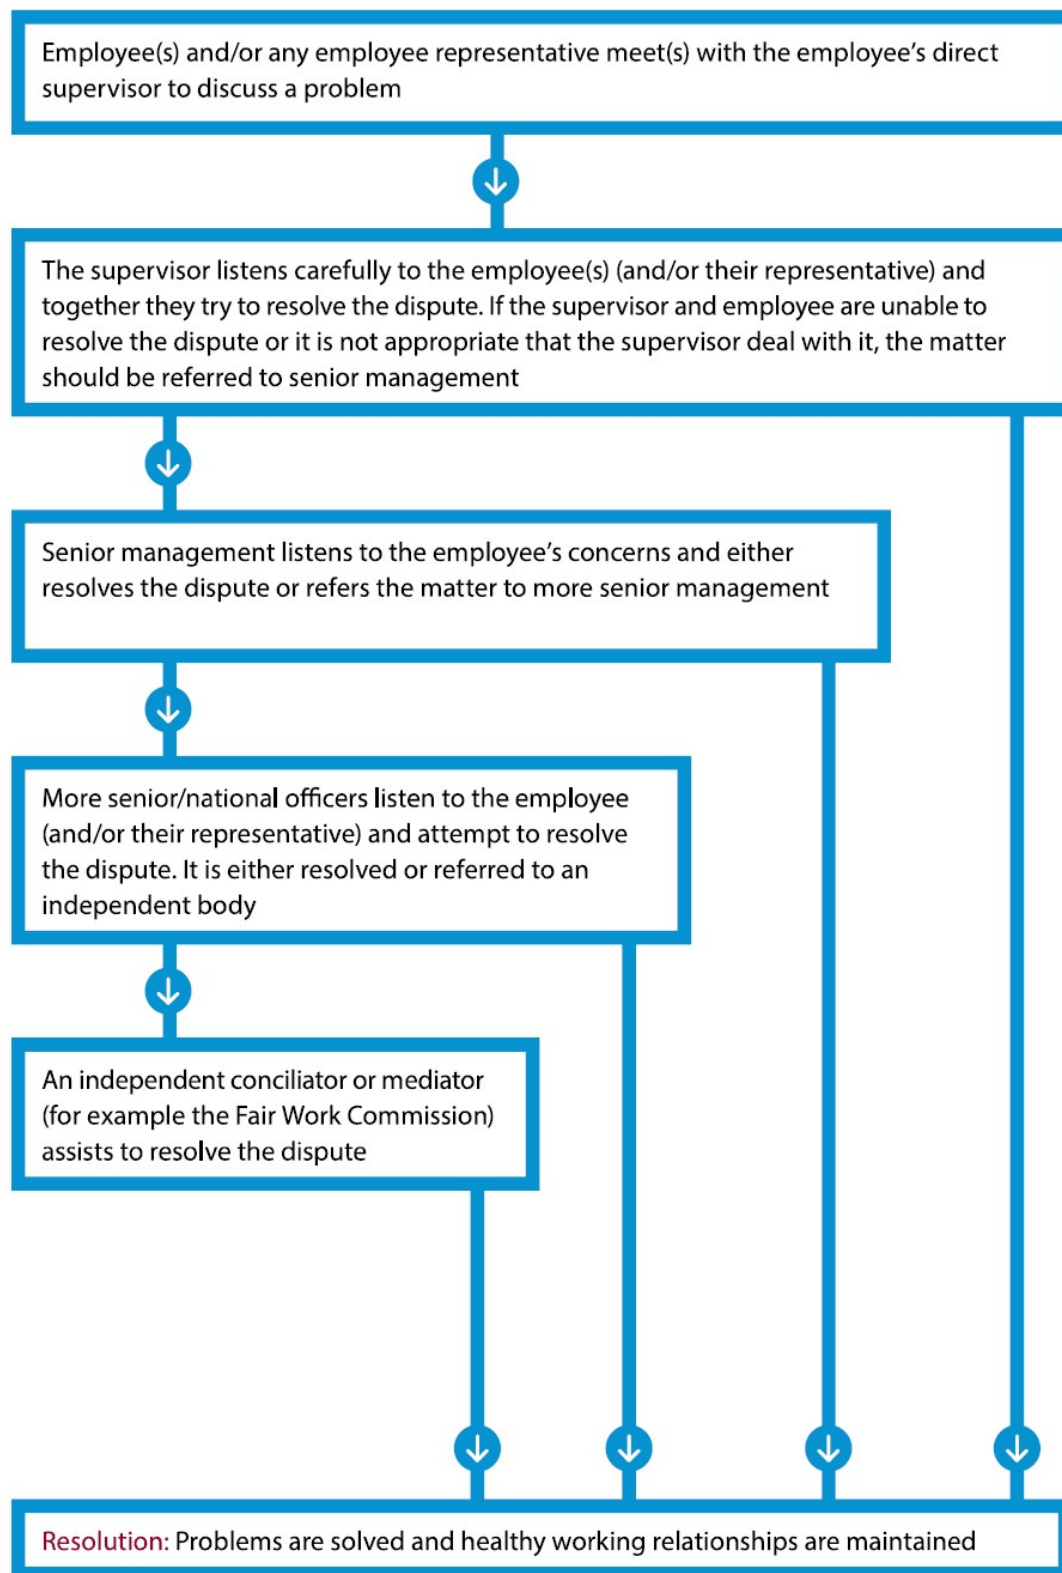 Employee(s) and/or any employee representative meet(s) with the employee’s direct
supervisor to discuss a problem
The supervisor listens carefully to the employee(s) (and/or their representative) and
together they try to resolve the dispute. If the supervisor and employee are unable to
resolve the dispute or it is not appropriate that the supervisor deal with it, the matter
should be referred to senior management
Senior management listens to the employee’s concerns and either
resolves the dispute or refers the matter to more senior management
More senior/national officers listen to the employee
(and/or their representative) and attempt to resolve
the dispute. It is either resolved or referred to an
independent body
An independent conciliator or mediator
(for example the Fair Work Commission)
assists to resolve the dispute
Resolution: Problems are solved and healthy working relationships are maintained